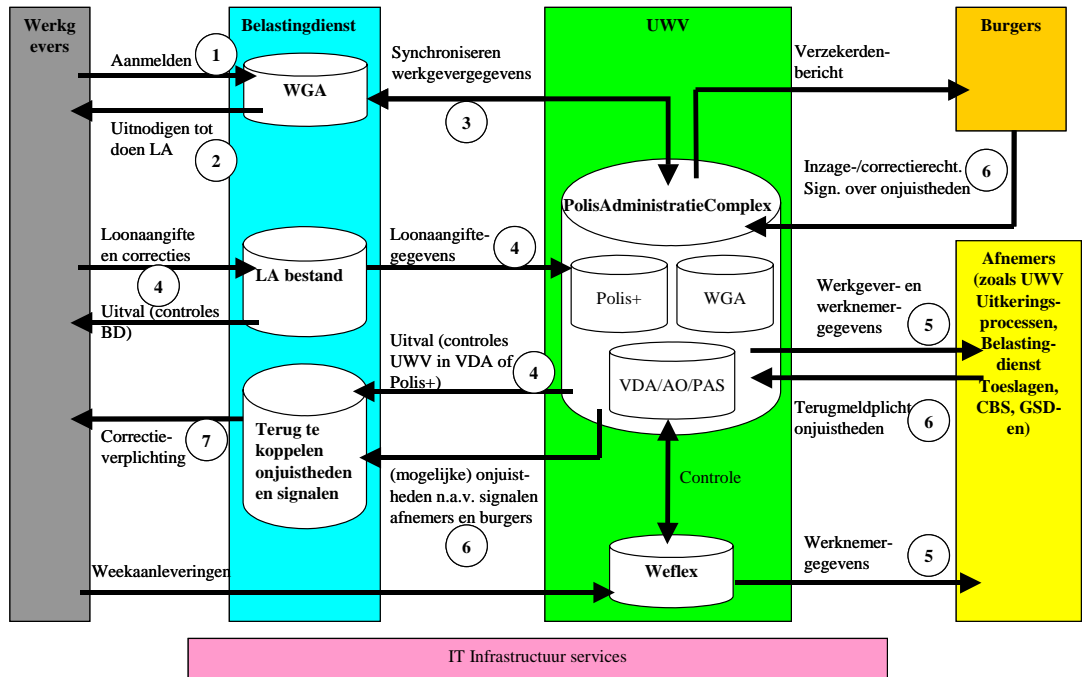 Werkg
evers
Belastingdienst
UWV
Burgers
Aanmelden
1
WGA
Uitnodigen tot
doen LA
2
Synchroniseren
werkgevergegevens
3
Verzekerden-
bericht
Inzage-/correctierecht.
Sign. over onjuistheden
6
PolisAdministratieComplex
Polis+
WGA
VDA/AO/PAS
Loonaangifte
en correcties
4
LA bestand
Loonaangifte-
gegevens
4
Uitval (controles
BD)
Uitval (controles
UWV in VDA of
Polis+)
4
Werkgever- en
werknemer-
gegevens
5
Afnemers
(zoals UWV
Uitkerings-
processen,
Belasting-
dienst
Toeslagen,
CBS, GSD-
en)
Terugmeldplicht
onjuistheden
6
Correctie-
verplichting
7
Terug te
koppelen
onjuistheden
en signalen
(mogelijke) onjuist-
heden n.a.v. signalen
afnemers en burgers
6
Controle
Weekaanleveringen
Weflex
Werknemer-
gegevens
5
IT Infrastructuur services